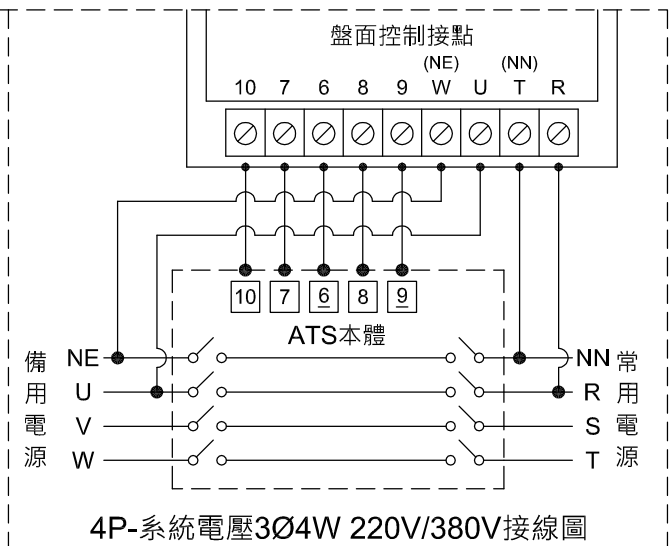 盤面控制接點
(NE) (NN)
10 7 6 8 9 W U T R
10 7 6 8 9
ATS本體
備用電源
常用電源
NE NN
U R
V S
W T
4P-系統電壓3Ø4W 220V/380V接線圖